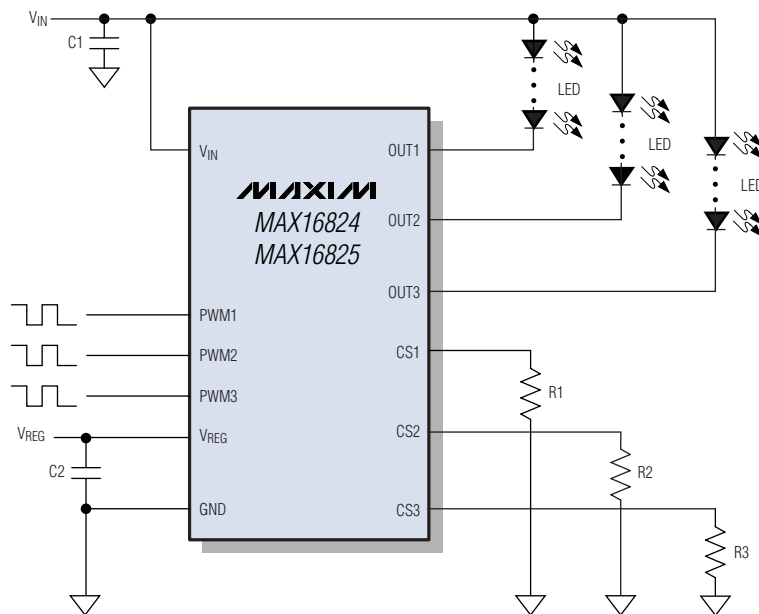 VIN
C1
LED
LED
LED
VIN
OUT1
MAXIM
MAX16824
MAX16825
OUT2
OUT3
PWM1
CS1
PWM2
PWM3
R1
VREG
VREG
CS2
C2
R2
GND
CS3
R3